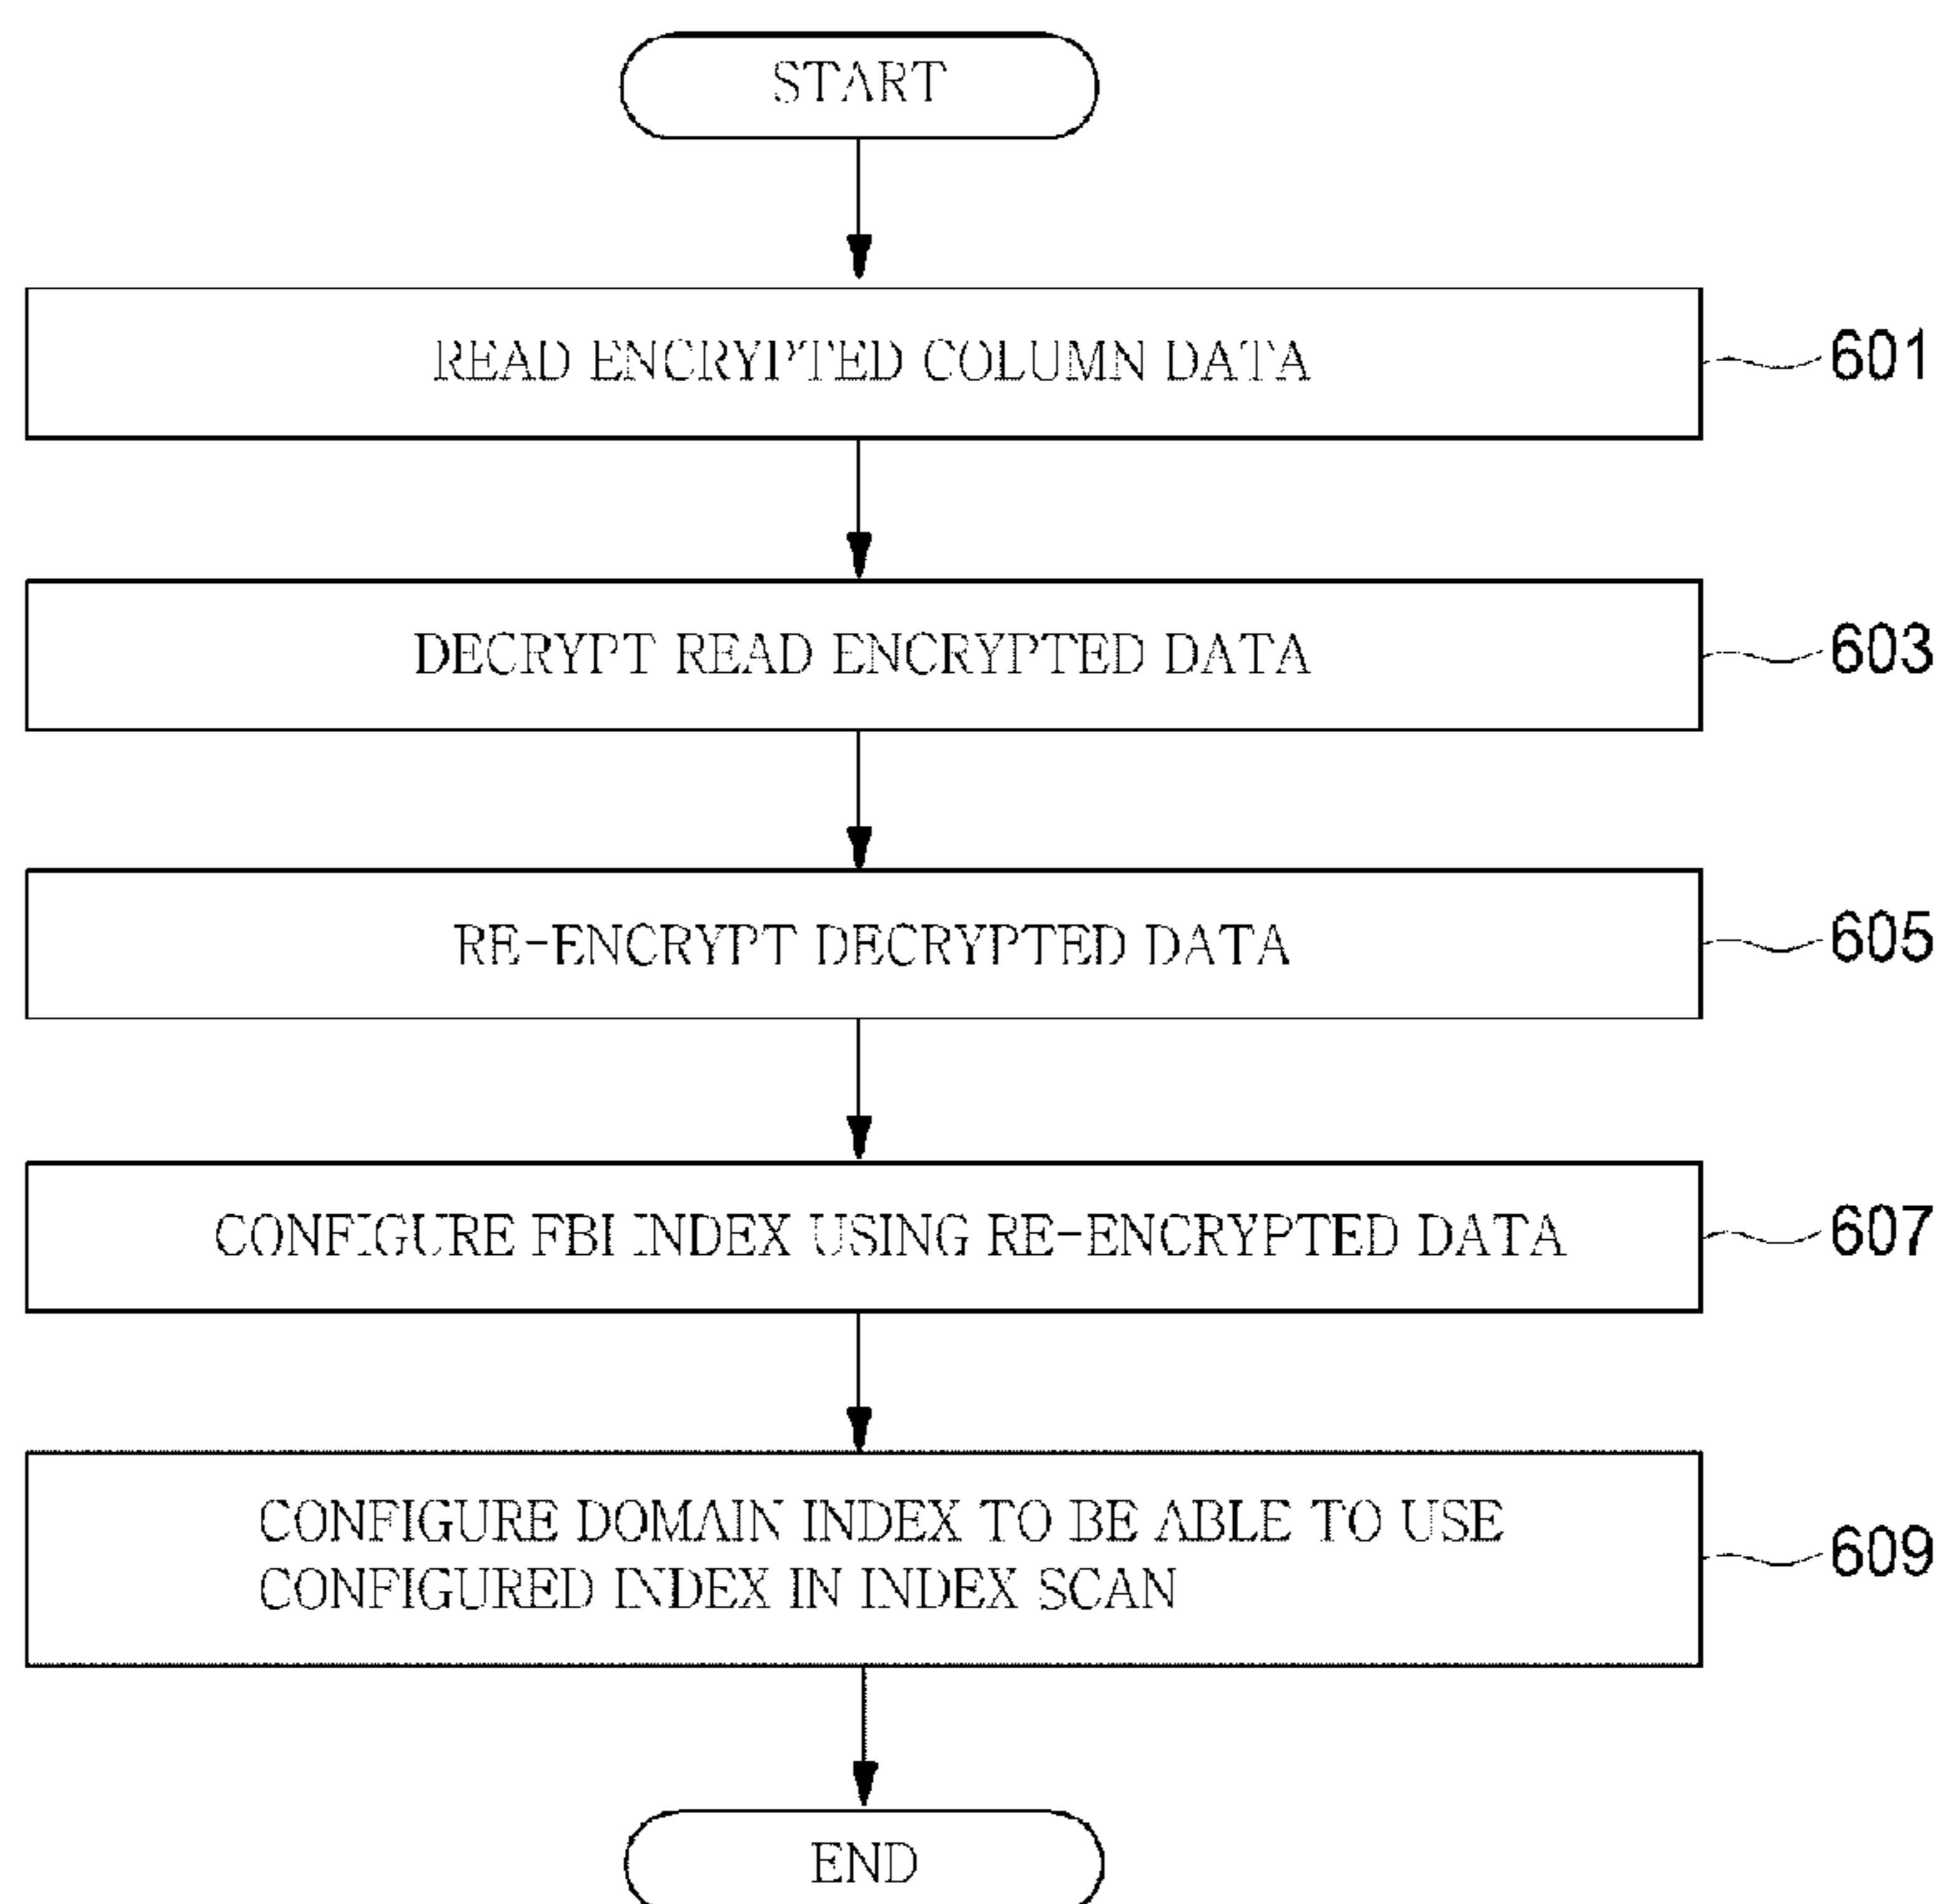 START
READ ENCRYPTED COLUMN DATA
601
DECRYPT READ ENCRYPTED DATA
603
RE-ENCRYPT DECRYPTED DATA
605
CONFIGURE FBI INDEX USING RE-ENCRYPTED DATA
607
CONFIGURE DOMAIN INDEX TO BE ABLE TO USE
CONFIGURED INDEX IN INDEX SCAN
609
END